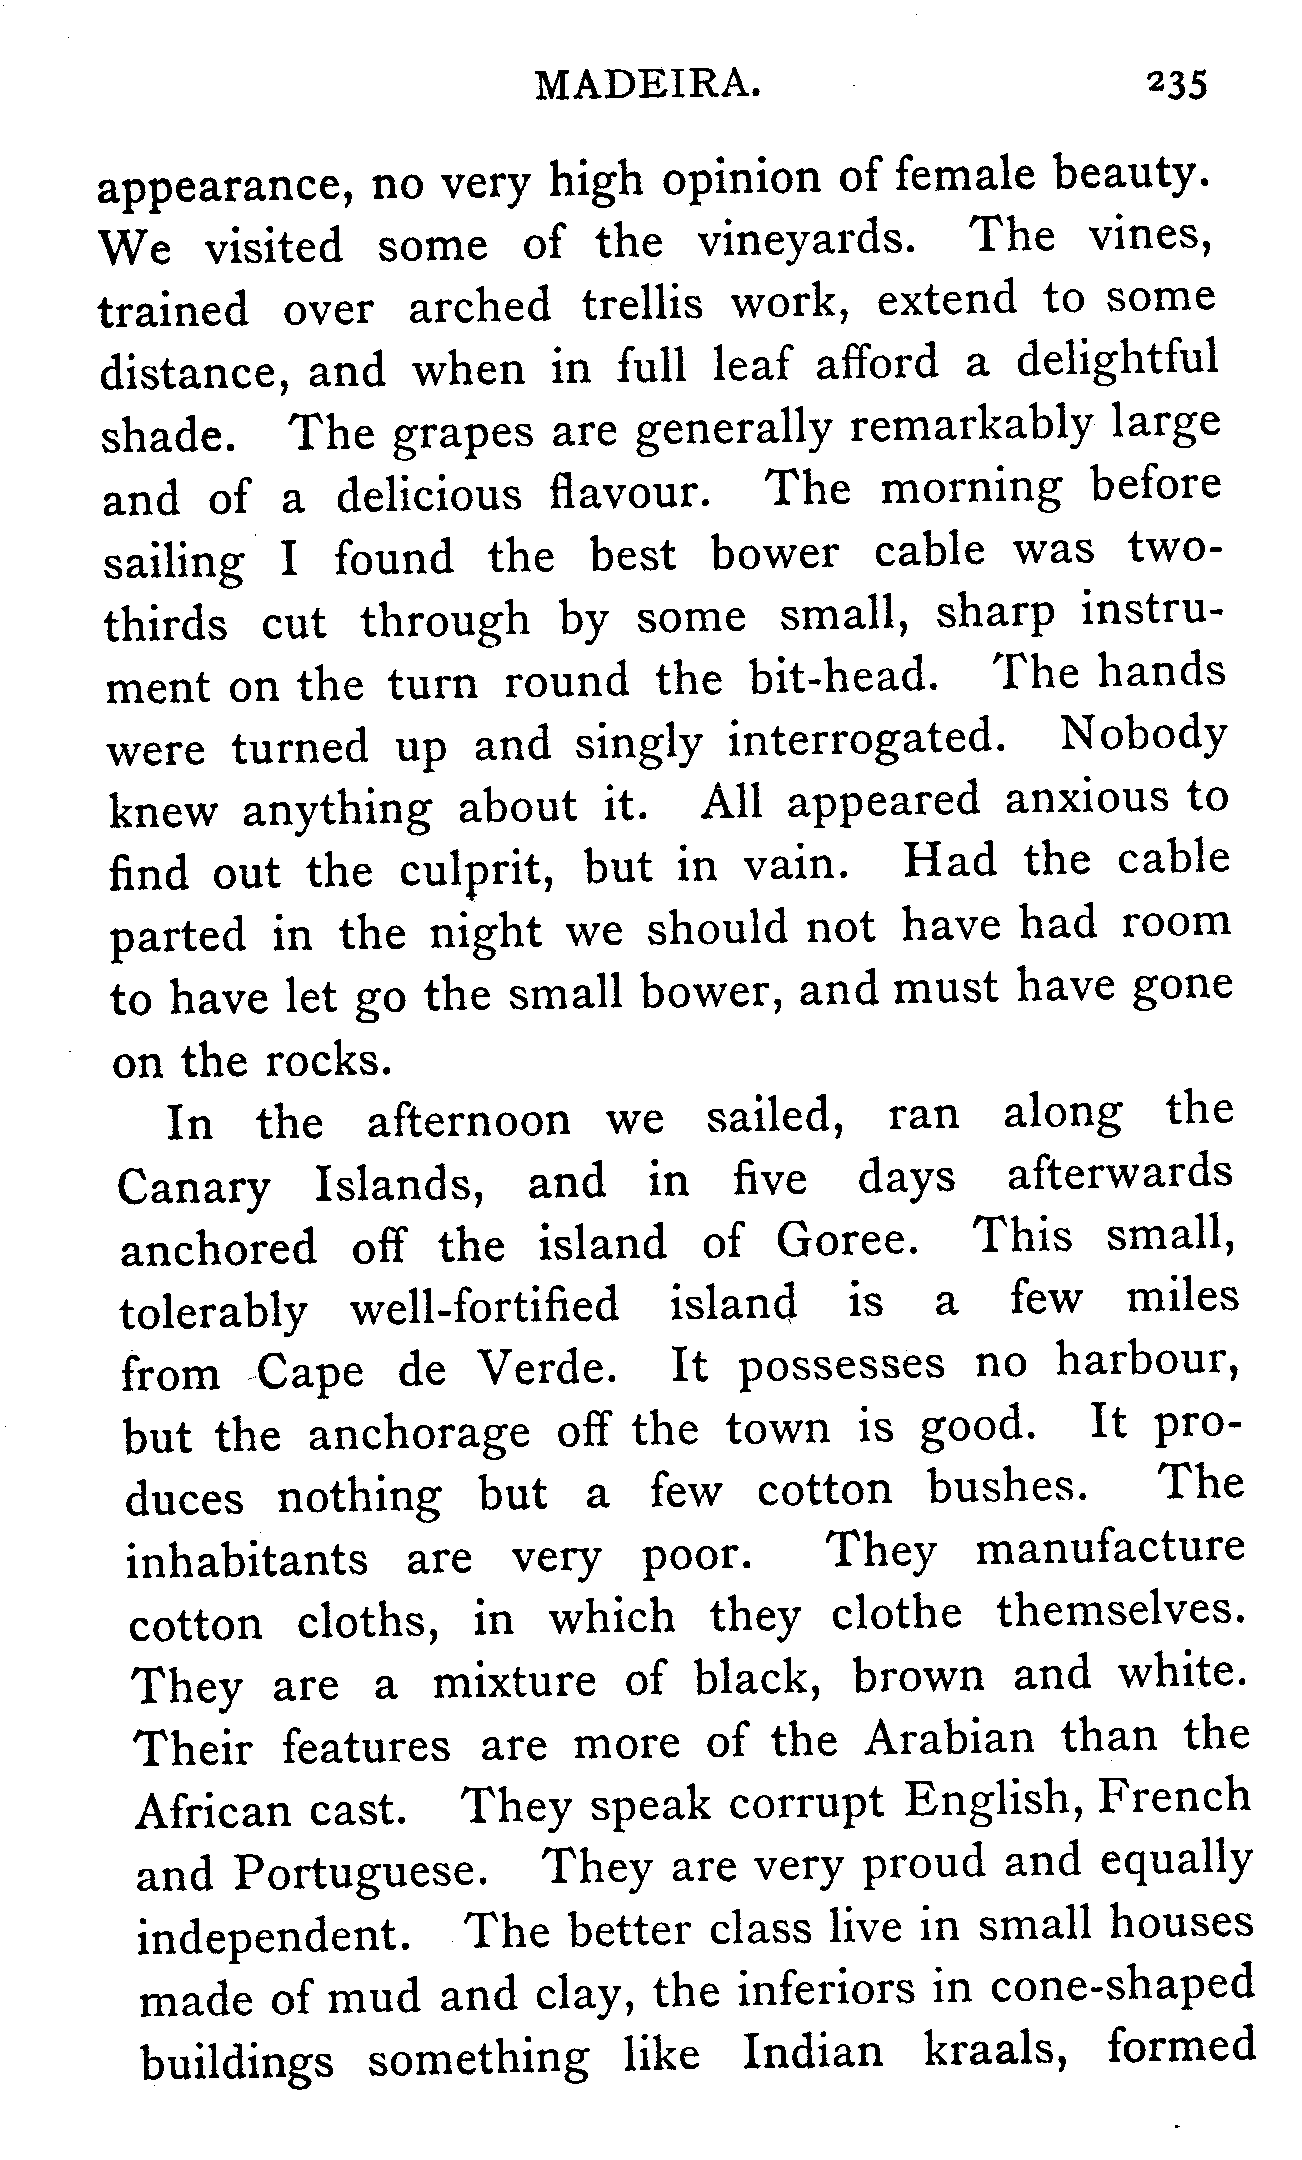 MADEIRA. 235
appearance, no very high opinion of female beauty.
We visited some of the vineyards. The vines,
trained over arched trellis work, extend to some
distance, and when in full leaf afford a delightful
shade. The grapes are generally remarkably large
and of a delicious flavour. The morning before
sailing I found the best bower cable was two-
thirds cut through by some small, sharp instru-
ment on the turn round the bit-head. The hands
were turned up and singly interrogated. Nobody
knew anything about it. All appeared anxious to
find out the culprit, but in vain. Had the cable
parted in the night we should not have had room
to have let go the small bower, and must have gone
on the rocks.
In the afternoon we sailed, ran along the
Canary Islands, and in five days afterwards
anchored off the island of Goree. This small,
tolerably well-fortified island is a few miles
from Cape de Verde. It possesses no harbour,
but the anchorage off the town is good. It pro-
duces nothing but a few cotton bushes. The
inhabitants are very poor. They manufacture
cotton cloths, in which they clothe themselves.
They are a mixture of black, brown and white.
Their features are more of the Arabian than the
African cast. They speak corrupt English, French
and Portuguese. They are very proud and equally
independent. The better class live in small houses
made of mud and clay, the inferiors in cone-shaped
buildings something like Indian kraals, formed